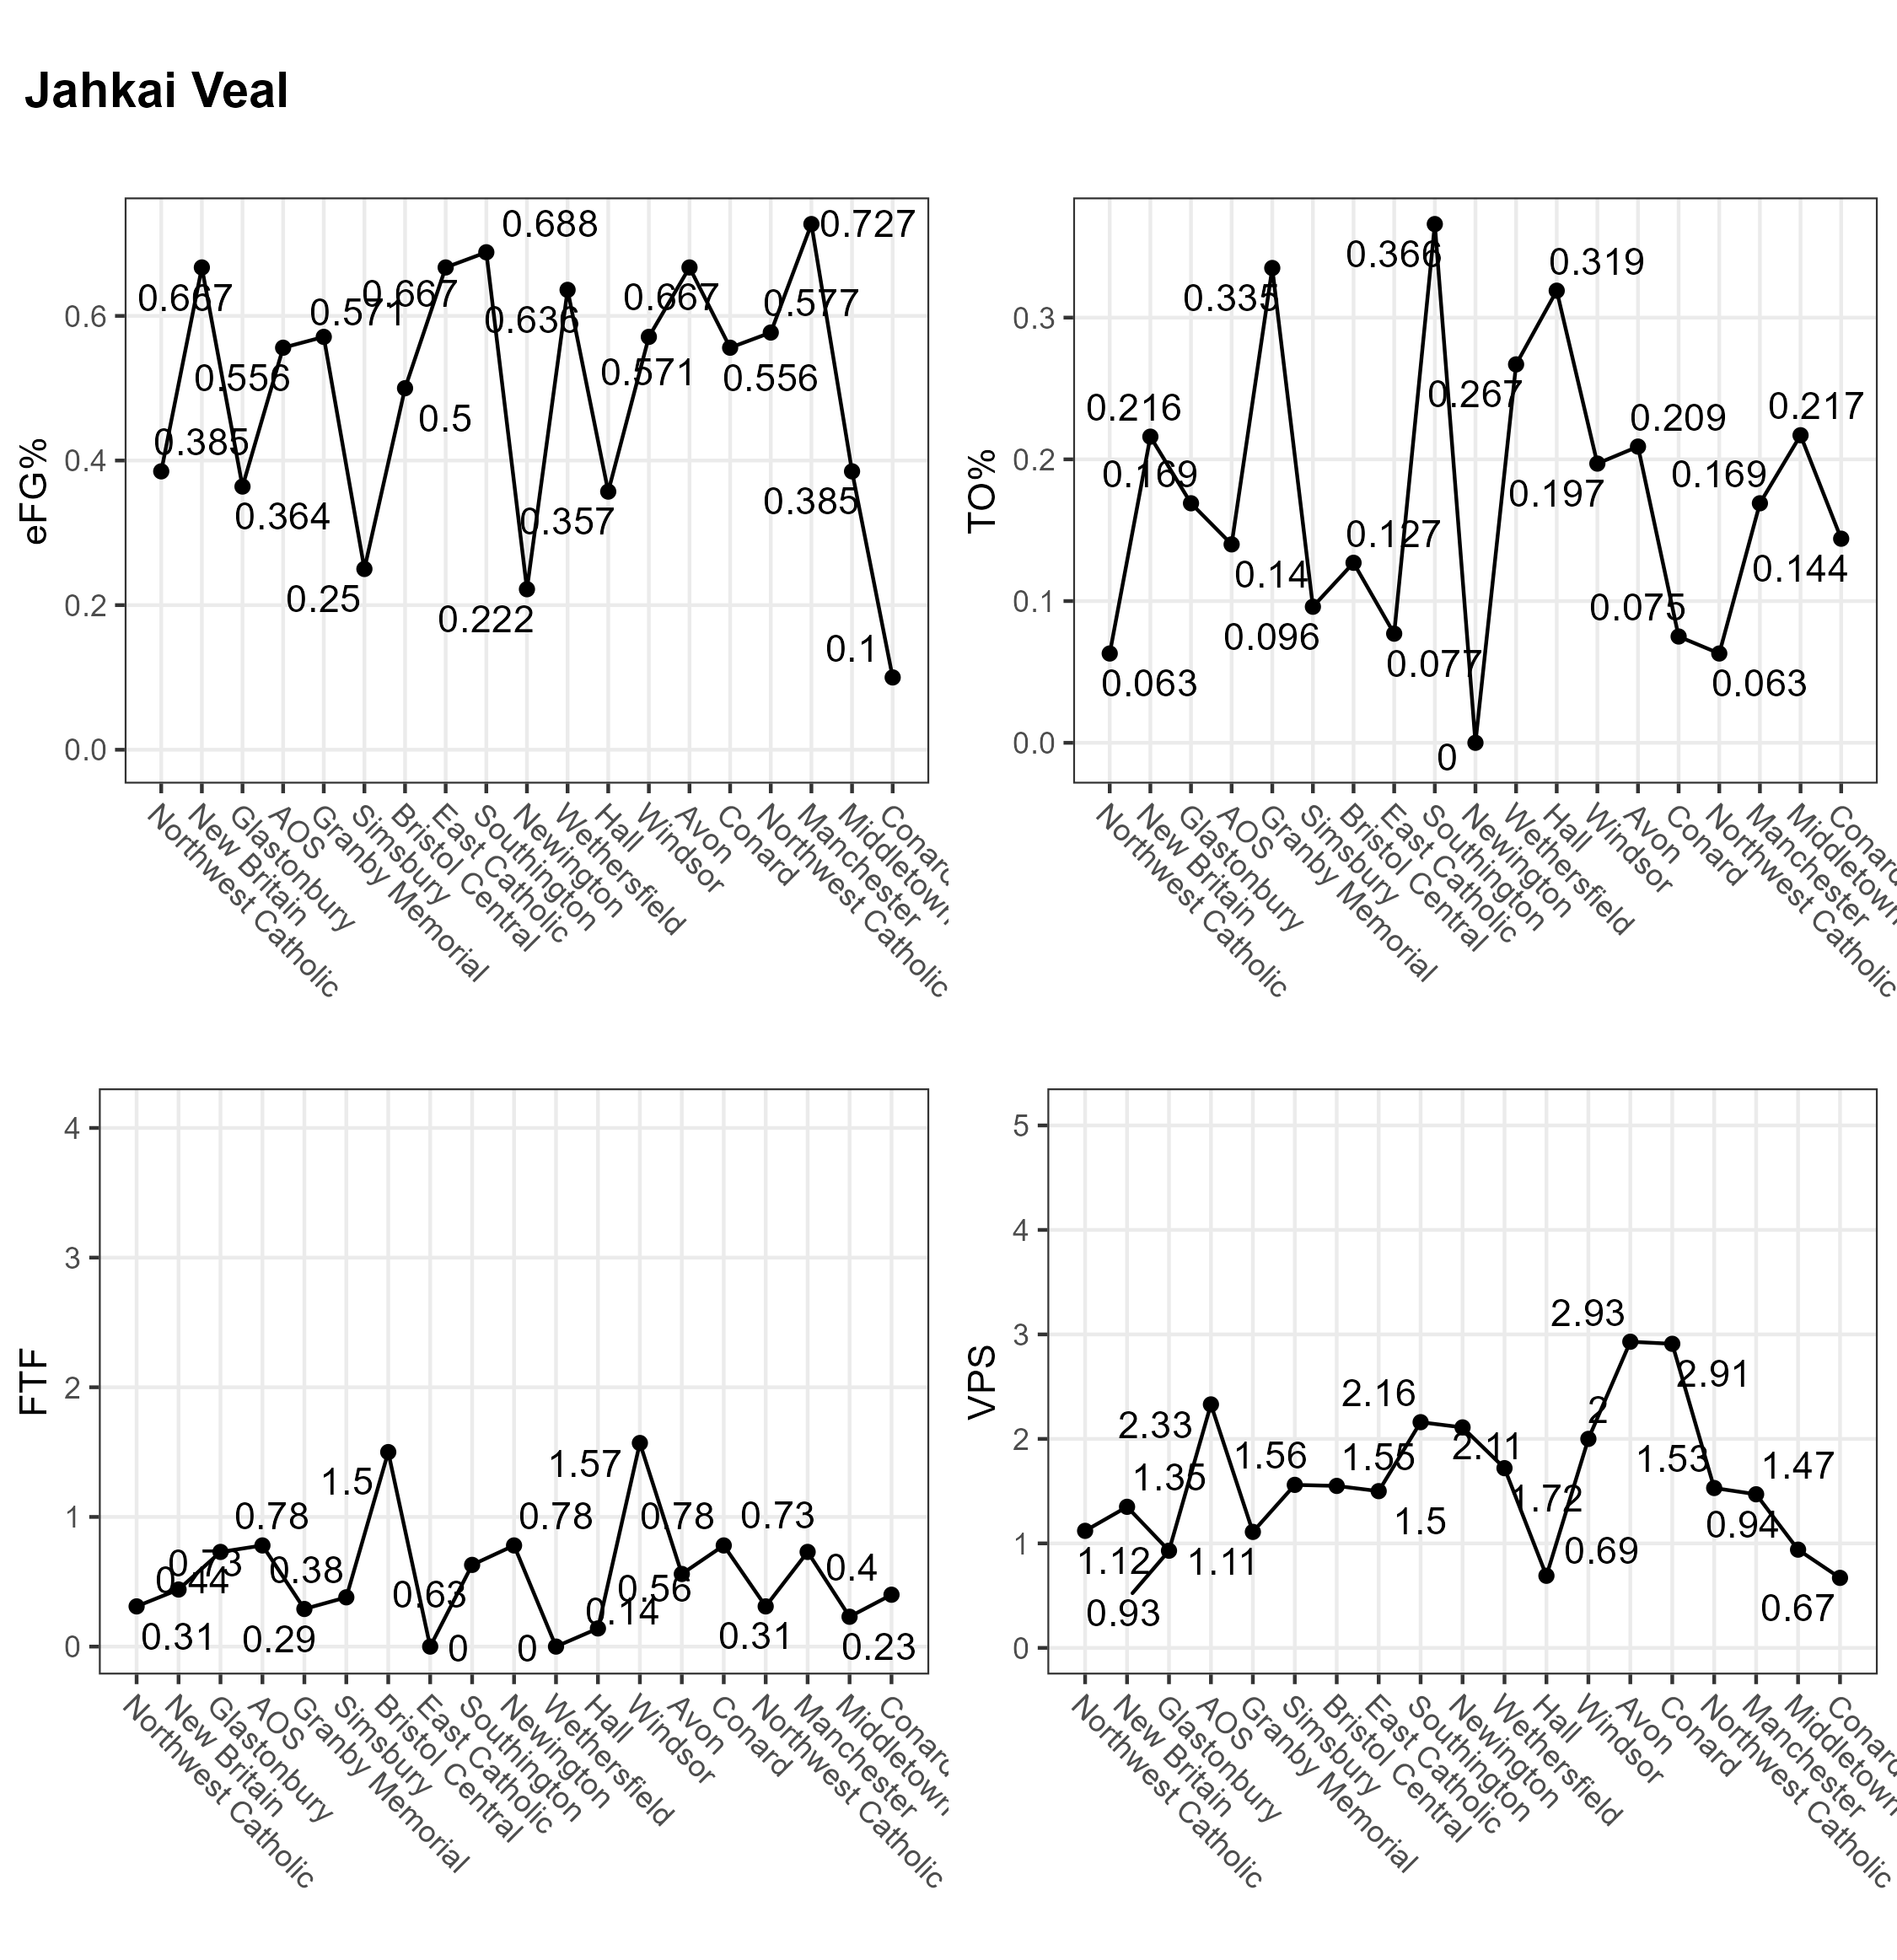 Jahkai Veal
eFG%
0.6
0.4
0.2
0.0
0.385
0.667
0.364
0.556
0.571
0.25
0.5
0.667
0.688
0.222
0.636
0.357
0.571
0.667
0.556
0.577
0.727
0.385
0.1
Northwest Catholic
New Britain
Glastonbury
AOS
Granby Memorial
Simsbury
Bristol Central
East Catholic
Southington
Newington
Wethersfield
Hall
Windsor
Avon
Conard
Northwest Catholic
Manchester
Middletown
Conard
TO%
0.3
0.2
0.1
0.0
0.063
0.216
0.169
0.14
0.335
0.096
0.127
0.077
0.366
0
0.267
0.319
0.197
0.209
0.075
0.063
0.169
0.217
0.144
Northwest Catholic
New Britain
Glastonbury
AOS
Granby Memorial
Simsbury
Bristol Central
East Catholic
Southington
Newington
Wethersfield
Hall
Windsor
Avon
Conard
Northwest Catholic
Manchester
Middletown
Conard
FTF
4
3
2
1
0
0.31
0.44
0.73
0.78
0.29
0.38
1.5
0
0.63
0.78
0
0.14
1.57
0.56
0.78
0.31
0.73
0.23
0.4
Northwest Catholic
New Britain
Glastonbury
AOS
Granby Memorial
Simsbury
Bristol Central
East Catholic
Southington
Newington
Wethersfield
Hall
Windsor
Avon
Conard
Northwest Catholic
Manchester
Middletown
Conard
VPS
5
4
3
2
1
0
1.12
1.35
0.93
2.33
1.11
1.56
1.55
1.5
2.16
2.11
1.72
0.69
2
2.93
2.91
1.53
1.47
0.94
0.67
Northwest Catholic
New Britain
Glastonbury
AOS
Granby Memorial
Simsbury
Bristol Central
East Catholic
Southington
Newington
Wethersfield
Hall
Windsor
Avon
Conard
Northwest Catholic
Manchester
Middletown
Conard